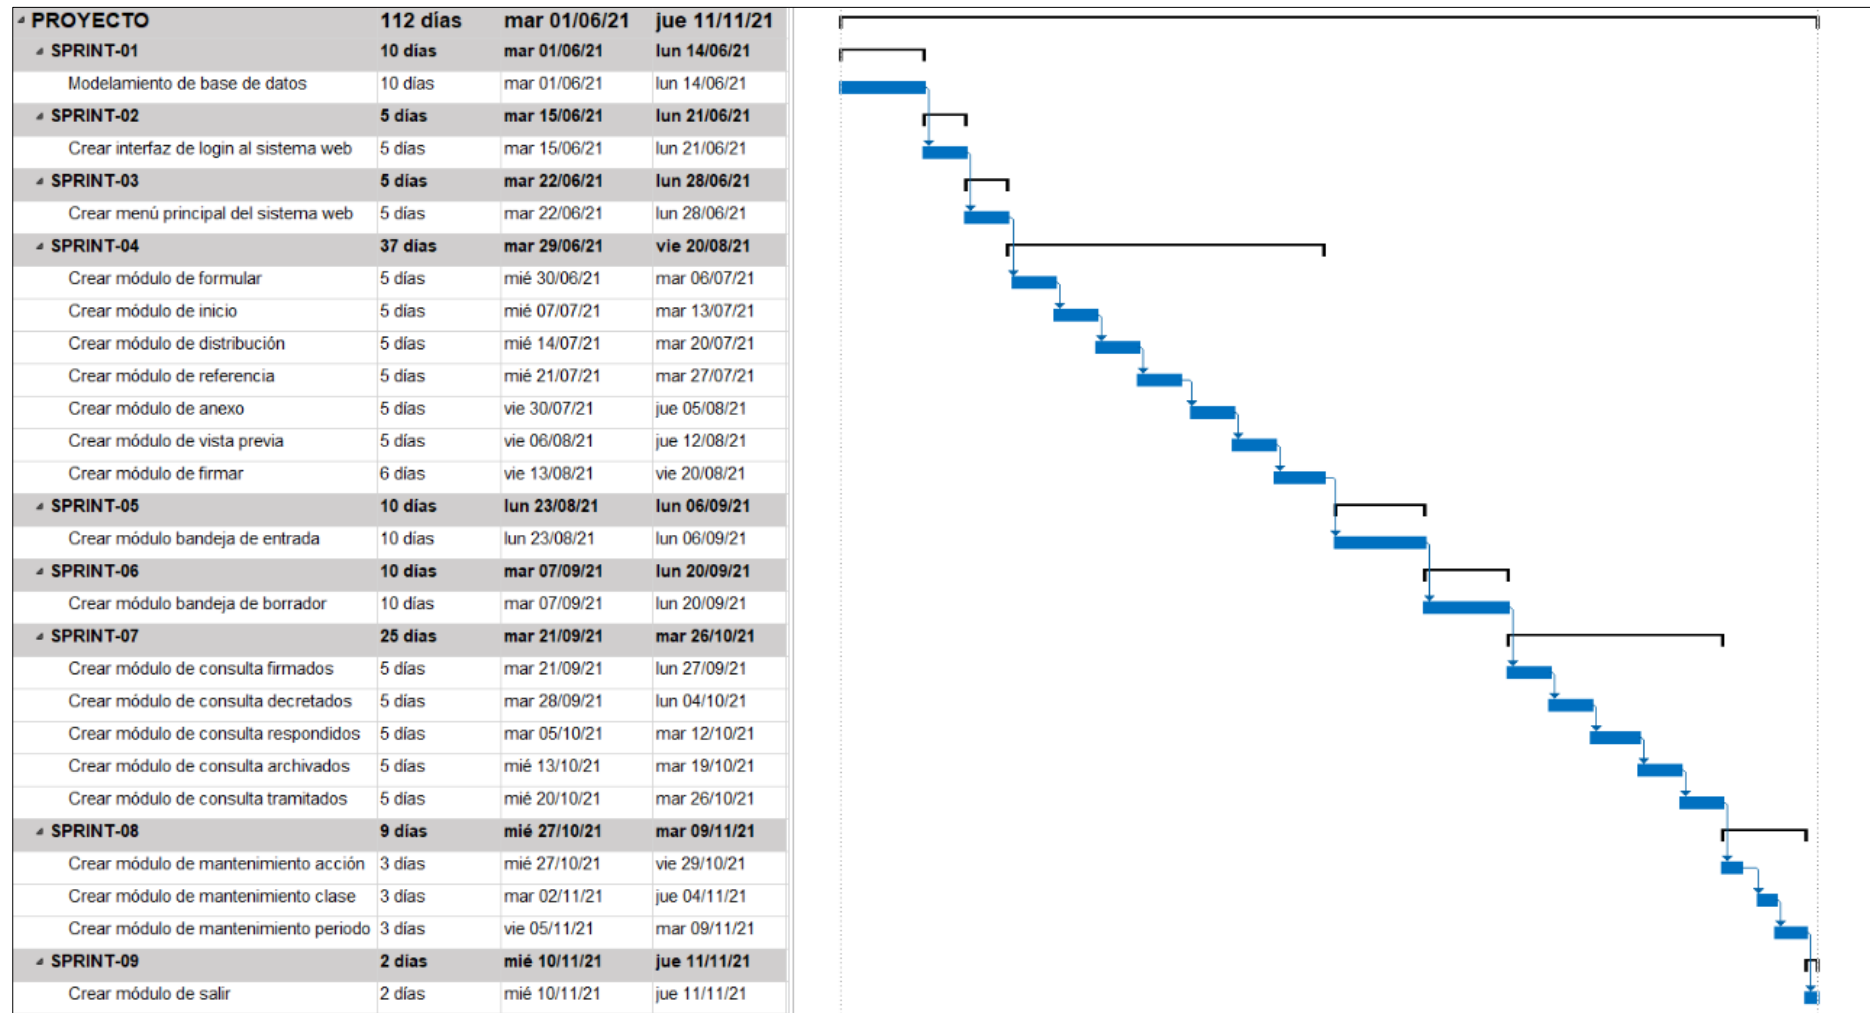 PROYECTO 112 días mar 01/06/21 jue 11/11/21
SPRINT-01 10 días mar 01/06/21 lun 14/06/21
Modelamiento de base de datos 10 días mar 01/06/21 lun 14/06/21
SPRINT-02 5 días mar 15/06/21 lun 21/06/21
Crear interfaz de login al sistema web 5 días mar 15/06/21 lun 21/06/21
SPRINT-03 5 días mar 22/06/21 lun 28/06/21
Crear menú principal del sistema web 5 días mar 22/06/21 lun 28/06/21
SPRINT-04 37 días mar 29/06/21 vie 20/08/21
Crear módulo de formular 5 días mié 30/06/21 mar 06/07/21
Crear módulo de inicio 5 días mié 07/07/21 mar 13/07/21
Crear módulo de distribución 5 días mié 14/07/21 mar 20/07/21
Crear módulo de referencia 5 días mié 21/07/21 mar 27/07/21
Crear módulo de anexo 5 días vie 30/07/21 jue 05/08/21
Crear módulo de vista previa 5 días vie 06/08/21 jue 12/08/21
Crear módulo de firmar 6 días vie 13/08/21 vie 20/08/21
SPRINT-05 10 días lun 23/08/21 lun 06/09/21
Crear módulo bandeja de entrada 10 días lun 23/08/21 lun 06/09/21
SPRINT-06 10 días mar 07/09/21 lun 20/09/21
Crear módulo bandeja de borrador 10 días mar 07/09/21 lun 20/09/21
SPRINT-07 25 días mar 21/09/21 mar 26/10/21
Crear módulo de consulta firmados 5 días mar 21/09/21 lun 27/09/21
Crear módulo de consulta decretados 5 días mar 28/09/21 lun 04/10/21
Crear módulo de consulta respondidos 5 días mar 05/10/21 mar 12/10/21
Crear módulo de consulta archivados 5 días mié 13/10/21 mar 19/10/21
Crear módulo de consulta tramitados 5 días mié 20/10/21 mar 26/10/21
SPRINT-08 9 días mié 27/10/21 mar 09/11/21
Crear módulo de mantenimiento acción 3 días mié 27/10/21 vie 29/10/21
Crear módulo de mantenimiento clase 3 días mar 02/11/21 jue 04/11/21
Crear módulo de mantenimiento periodo 3 días vie 05/11/21 mar 09/11/21
SPRINT-09 2 días mié 10/11/21 jue 11/11/21
Crear módulo de salir 2 días mié 10/11/21 jue 11/11/21